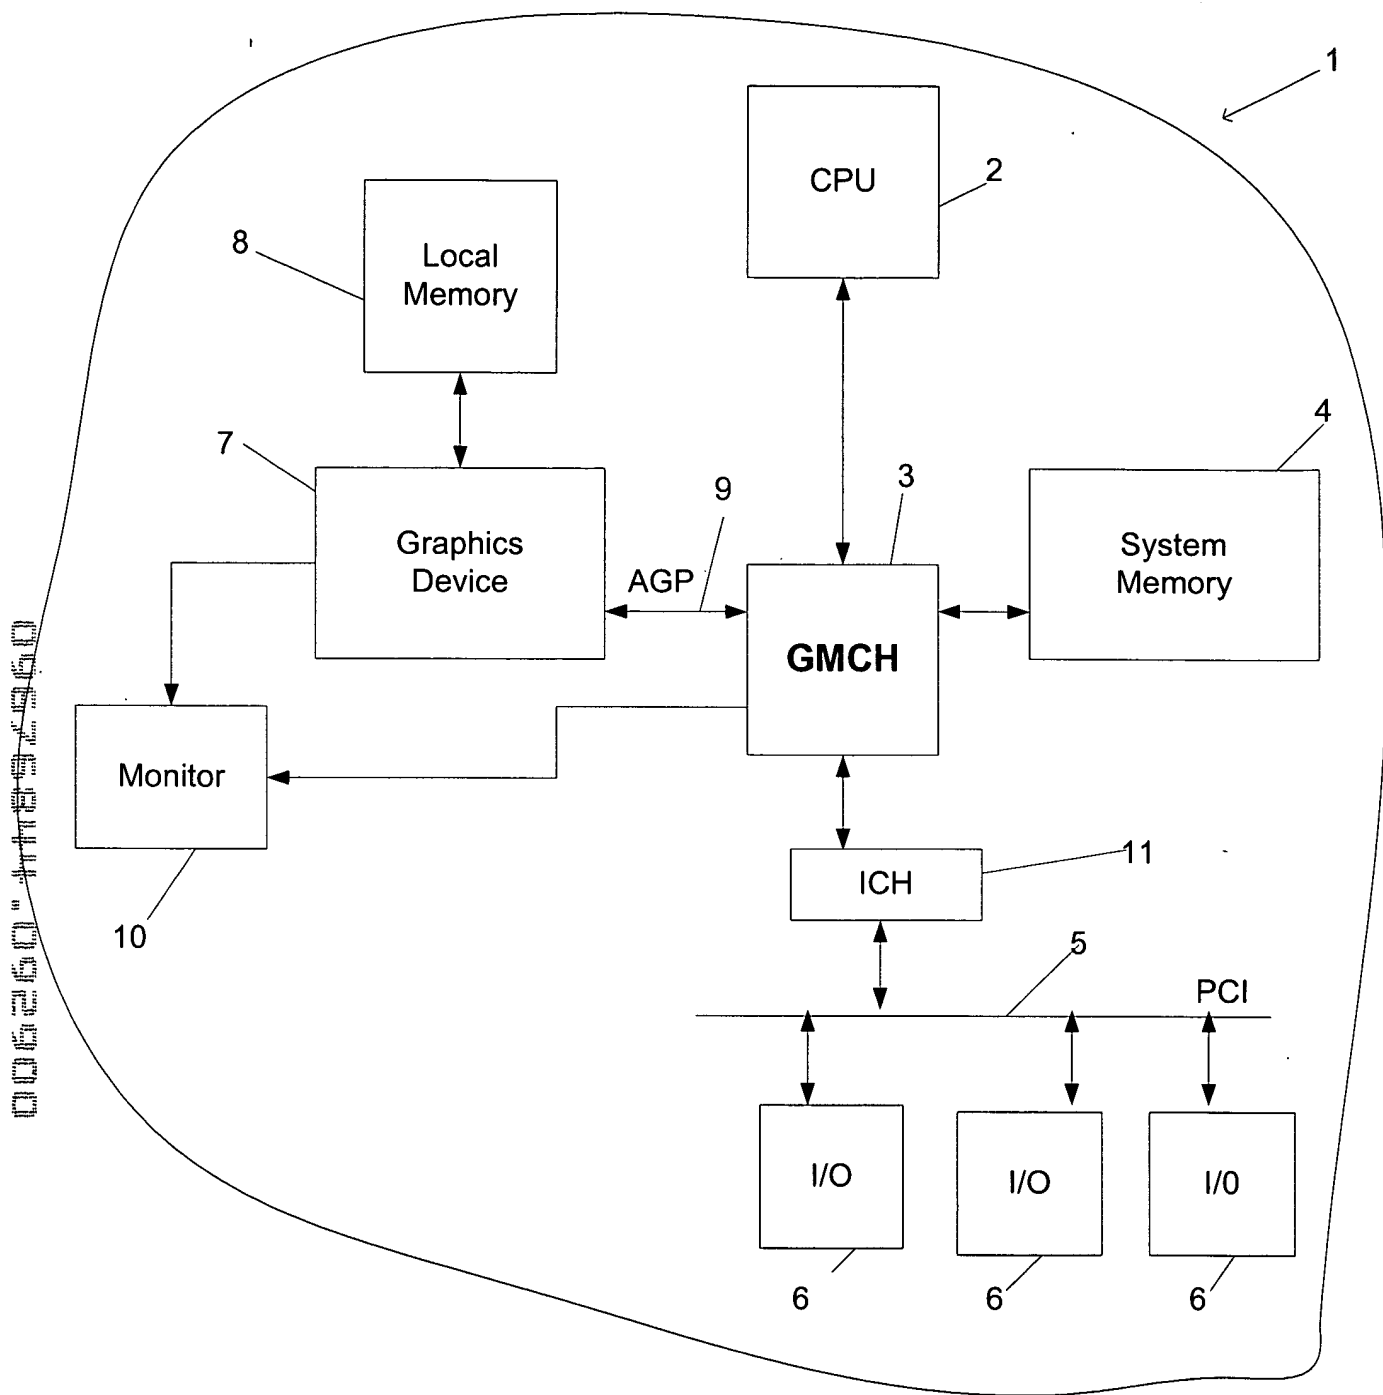 1
CPU
2
Local
Memory
8
4
7
Graphics
Device
9
3
System
Memory
AGP
GMCH
Monitor
10
11
ICH
5
PCI
I/O
I/O
I/0
6
6
6